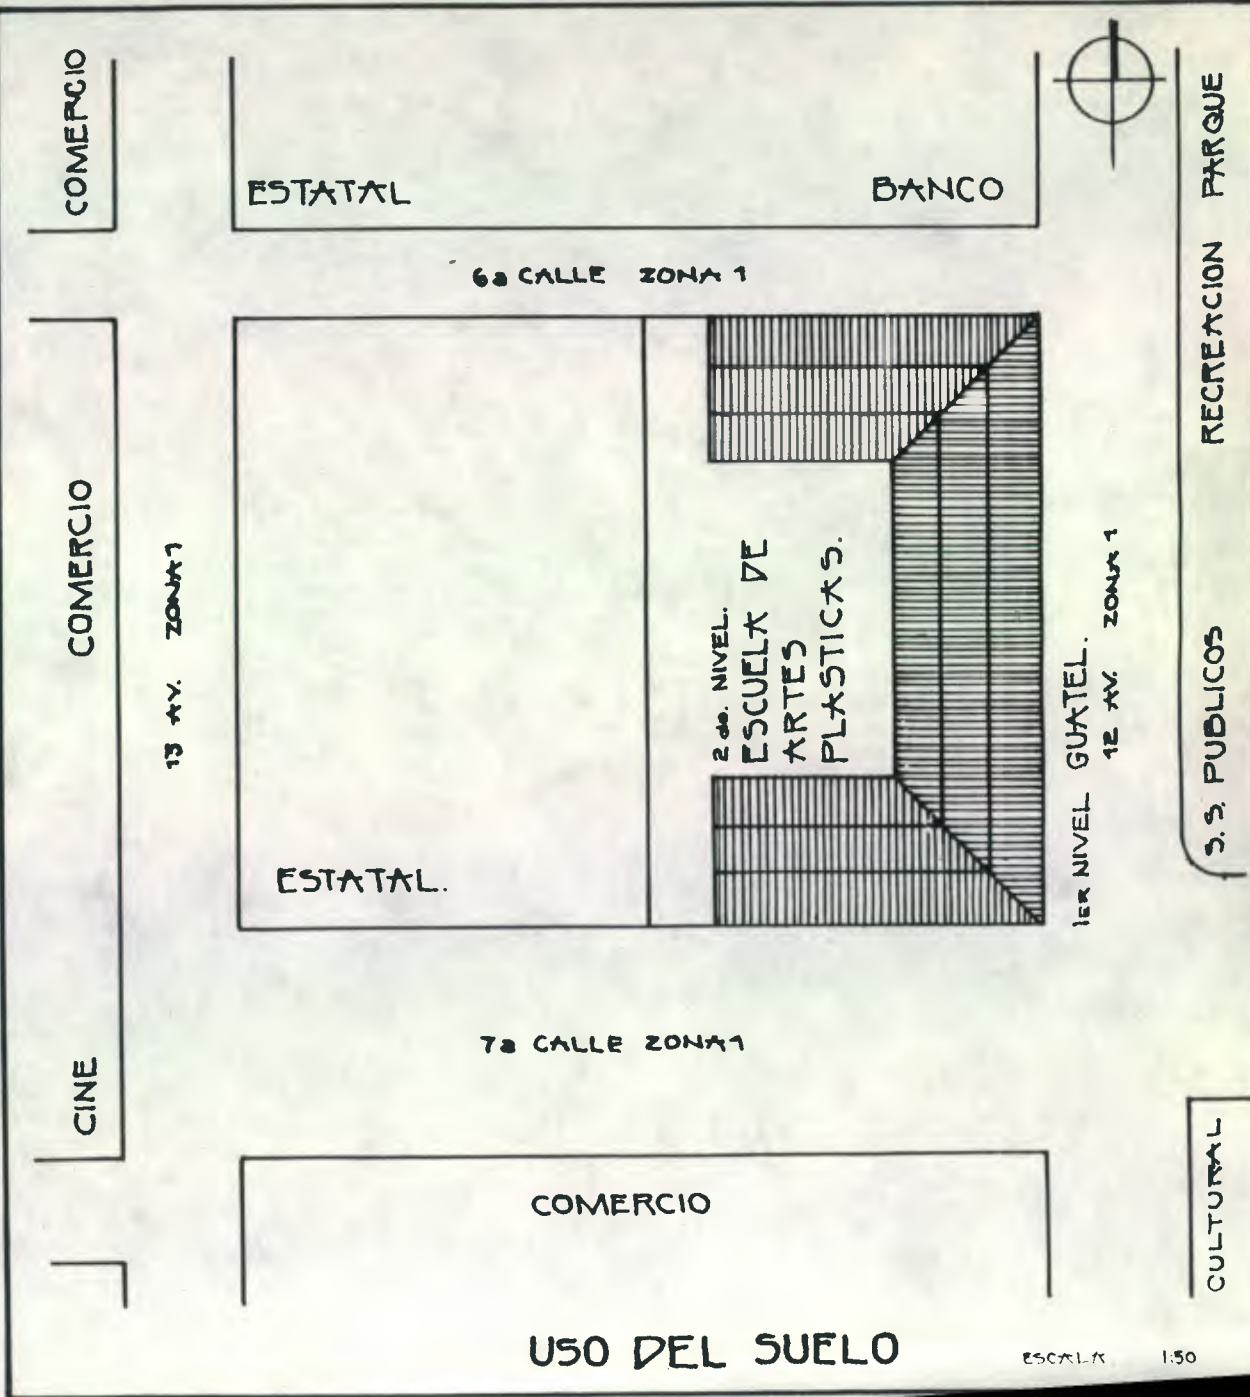 COMERCIO
ESTATAL
BANCO
PARQUE
RECREACION
6a CALLE ZONA 1
COMERCIO
13 AV. ZONA 1
2do. NIVEL.
ESCUELA DE
ARTES
PLASTICAS.
1ER NIVEL GUATEL.
12 AV. ZONA 1
S.S. PUBLICOS
ESTATAL.
7a CALLE ZONA 1
CINE
COMERCIO
CULTURAL
USO DEL SUELO
ESCALA 1:50